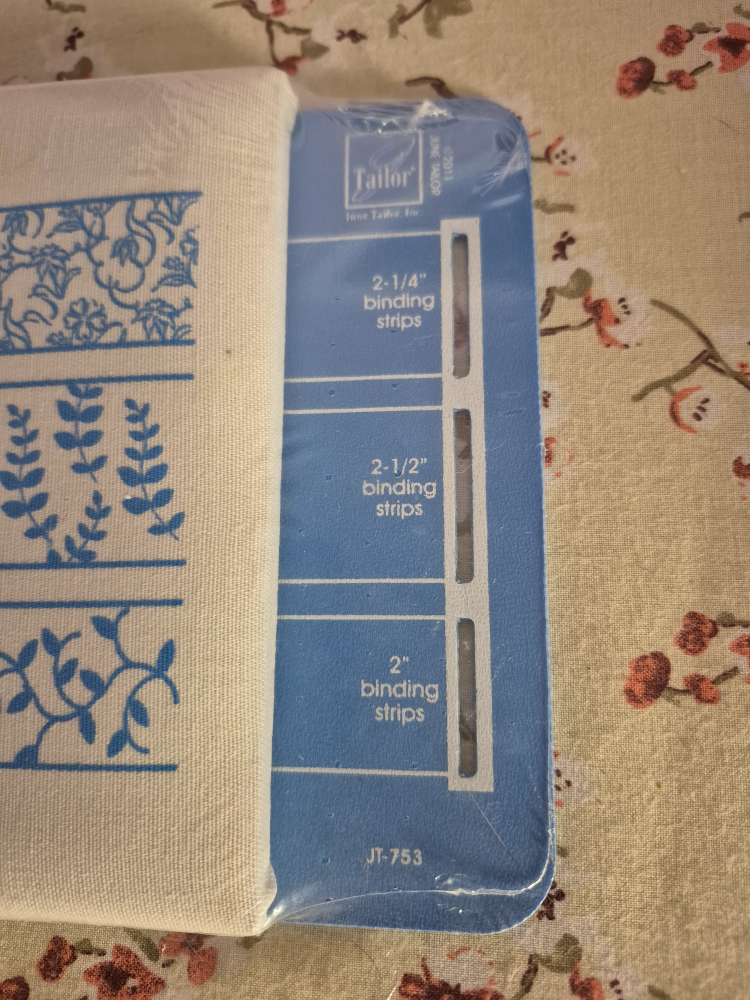 ©2011
JUNE TAILOR
Tailor®
June Tailor, Inc
2-1/4"
binding
strips
2-1/2"
binding
strips
2"
binding
strips
JT-753